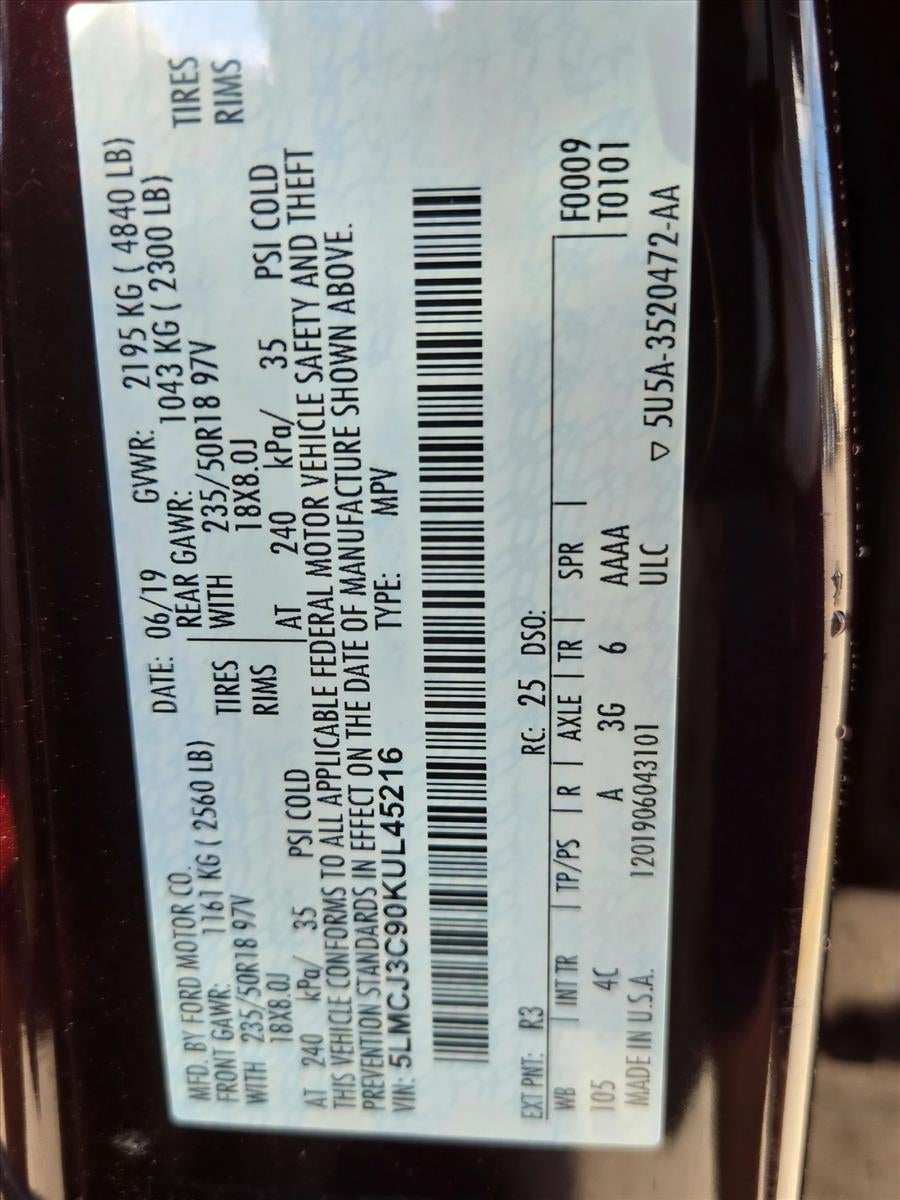 MFD. BY FORD MOTOR CO. DATE: 06/19 GVWR: 2195 KG ( 4840 LB)
FRONT GAWR: 1161 KG ( 2560 LB) REAR GAWR: 1043 KG ( 2300 LB)
WITH 235/50R18 97V TIRES WITH 235/50R18 97V TIRES
18X8.0J RIMS 18X8.0J RIMS
AT 240 kPa/ 35 PSI COLD AT 240 kPa/ 35 PSI COLD
THIS VEHICLE CONFORMS TO ALL APPLICABLE FEDERAL MOTOR VEHICLE SAFETY AND THEFT
PREVENTION STANDARDS IN EFFECT ON THE DATE OF MANUFACTURE SHOWN ABOVE.
VIN: 5LMCJ3C90KUL45216 TYPE: MPV
EXT PNT: R3 RC: 25 DSO: F0009
WB | INT TR | TP/PS | R | AXLE | TR | SPR | T0101
105 4C A 3G 6 AAAA
MADE IN U.S.A. 1201906043101 ULC ▽ 5U5A-3520472-AA